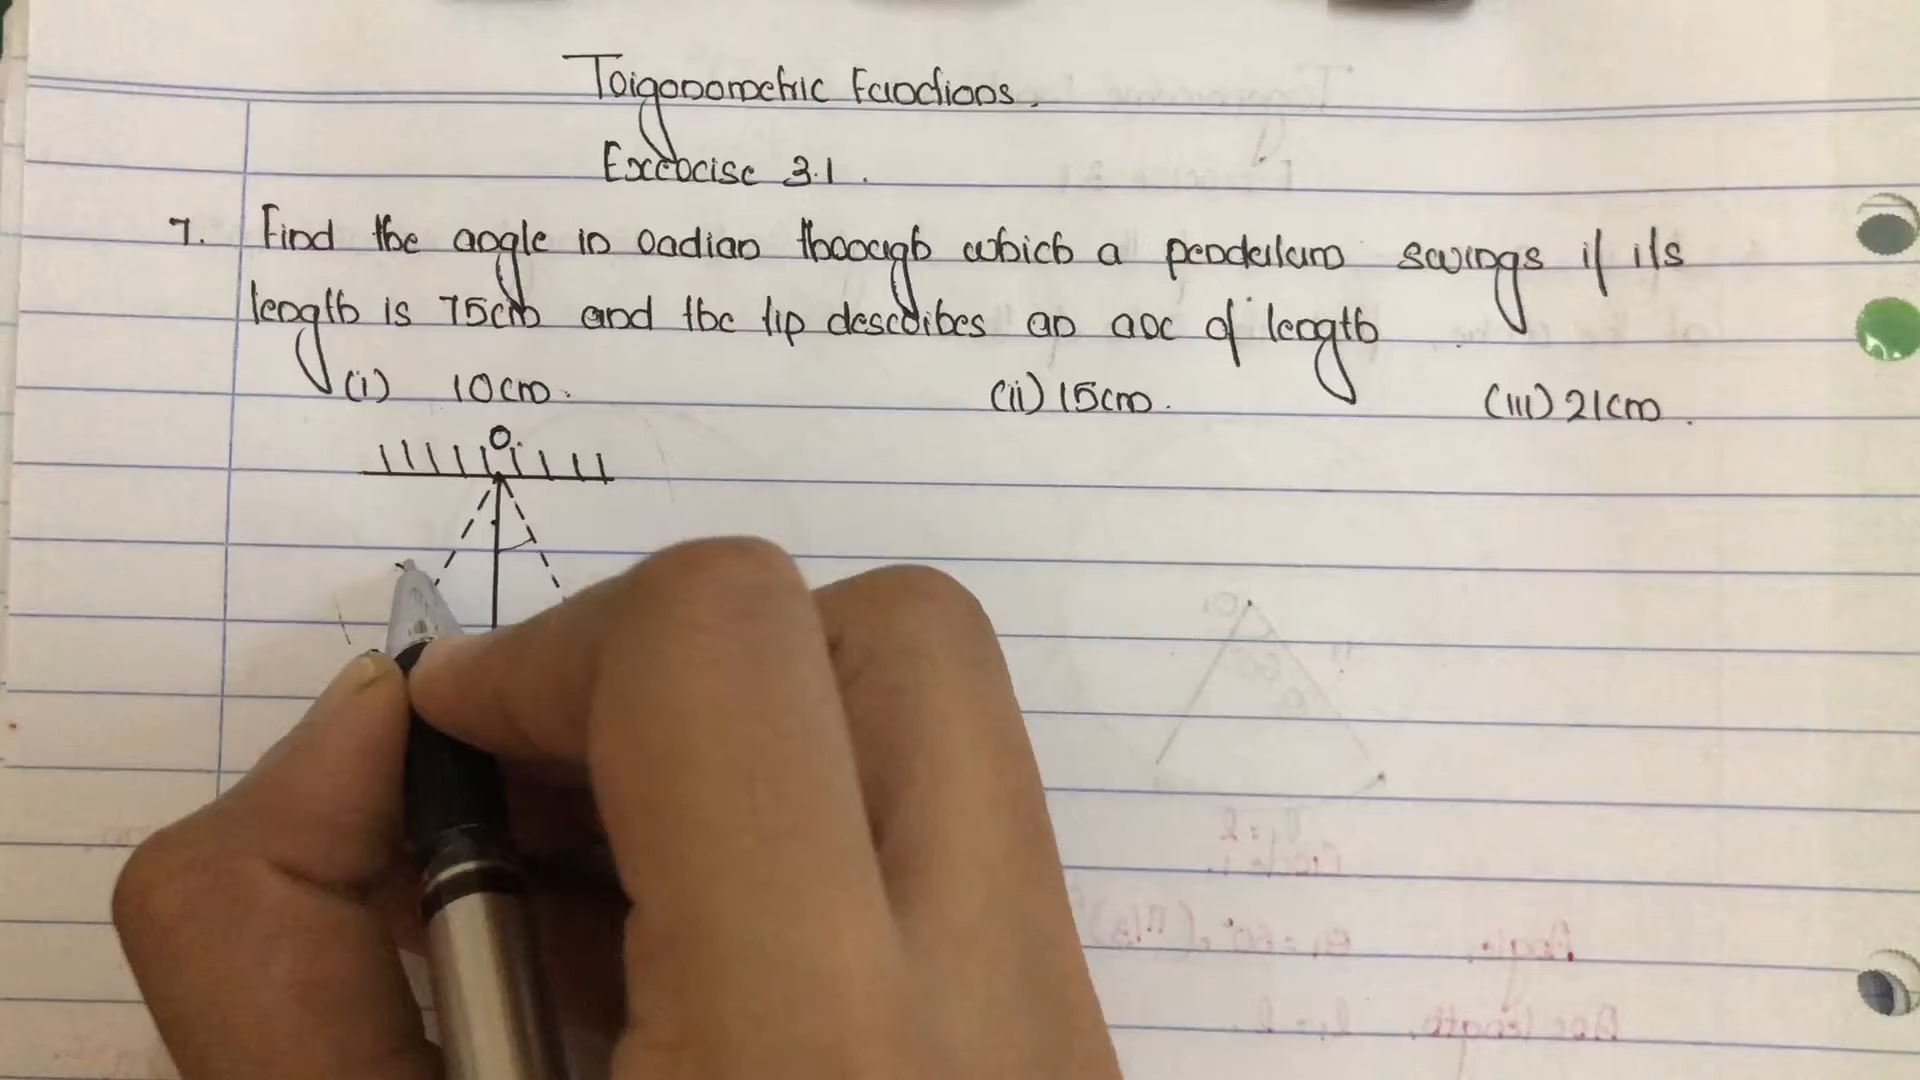 Trigonometric Functions.
Exercise 3.1.
7. Find the angle in radian through which a pendulum swings if its
length is 75cm and the tip describes an arc of length
(i) 10cm. (ii) 15cm. (iii) 21cm.
O